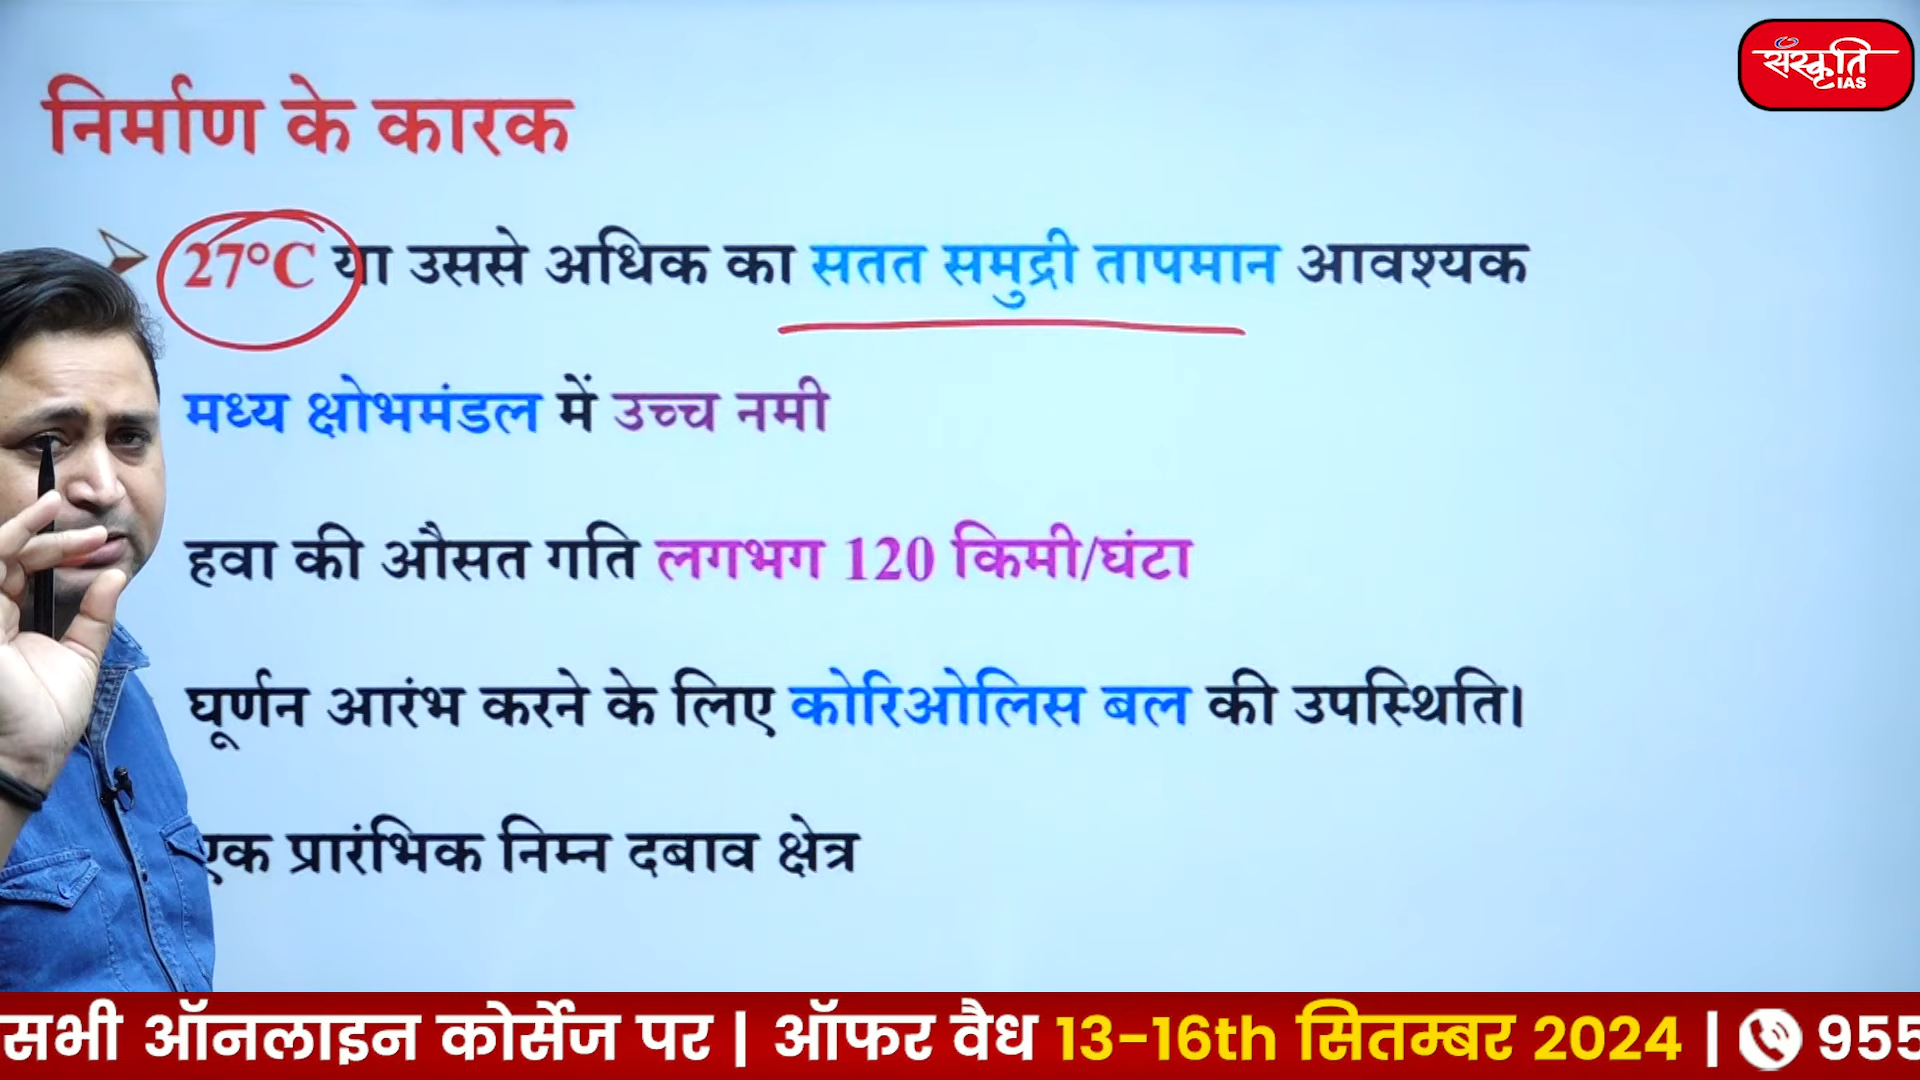 संस्कृति
IAS
निर्माण के कारक
27°C या उससे अधिक का सतत समुद्री तापमान आवश्यक
मध्य क्षोभमंडल में उच्च नमी
हवा की औसत गति लगभग 120 किमी/घंटा
घूर्णन आरंभ करने के लिए कोरिओलिस बल की उपस्थिति।
एक प्रारंभिक निम्न दबाव क्षेत्र
सभी ऑनलाइन कोर्सेज पर | ऑफर वैध 13-16th सितम्बर 2024 | 955